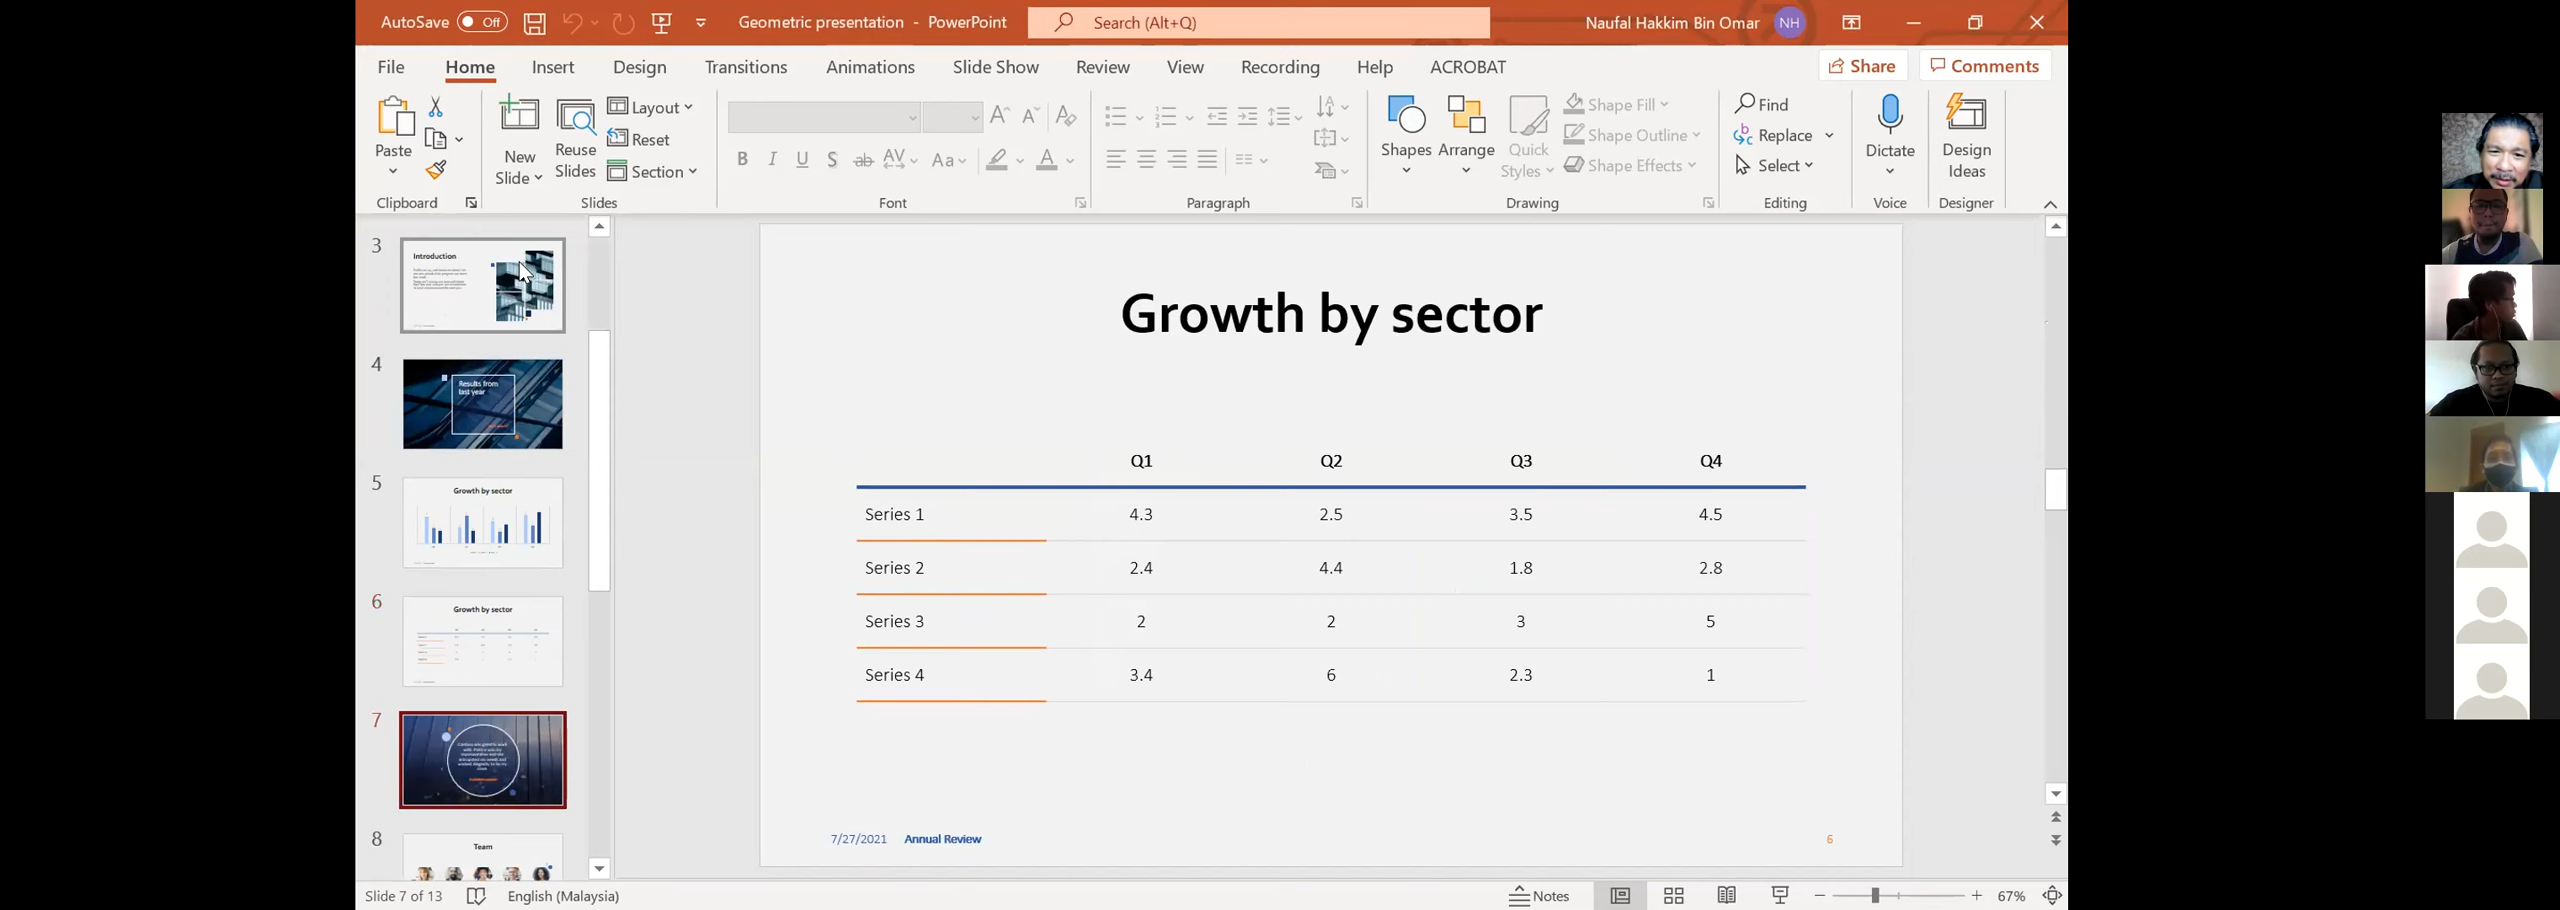 AutoSave Off Geometric presentation - PowerPoint Search (Alt+Q) Naufal Hakkim Bin Omar NH
File Home Insert Design Transitions Animations Slide Show Review View Recording Help ACROBAT Share Comments
Paste New Slide Reuse Slides Layout Reset Section
B I U S ab AV Aa A
Shapes Arrange Quick Styles Shape Fill Shape Outline Shape Effects
Find Replace Select Dictate Design Ideas
Clipboard Slides Font Paragraph Drawing Editing Voice Designer
3
Introduction
4
Results from
last year
5
Growth by sector
6
Growth by sector
7
8
Team
Growth by sector
Q1 Q2 Q3 Q4
Series 1 4.3 2.5 3.5 4.5
Series 2 2.4 4.4 1.8 2.8
Series 3 2 2 3 5
Series 4 3.4 6 2.3 1
7/27/2021 Annual Review 6
Slide 7 of 13 English (Malaysia) Notes 67%